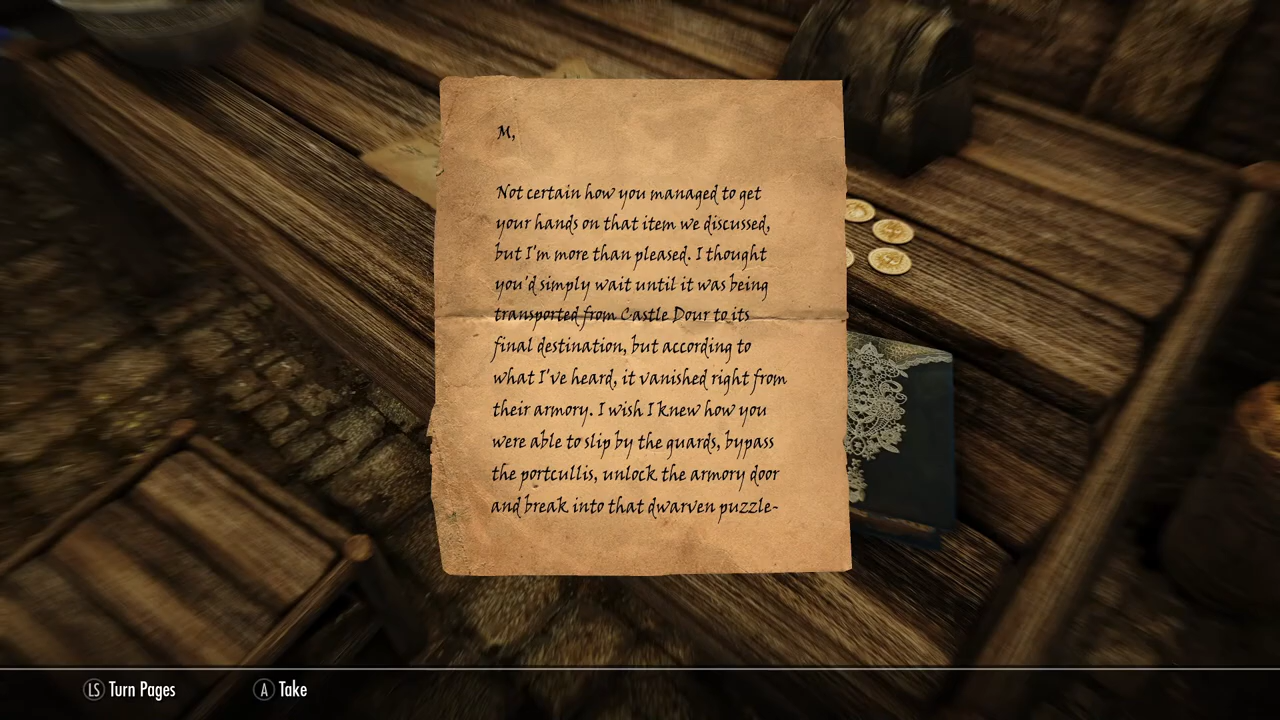 M,
Not certain how you managed to get
your hands on that item we discussed,
but I'm more than pleased. I thought
you'd simply wait until it was being
transported from Castle Dour to its
final destination, but according to
what I've heard, it vanished right from
their armory. I wish I knew how you
were able to slip by the guards, bypass
the portcullis, unlock the armory door
and break into that dwarven puzzle-
LS Turn Pages
A Take